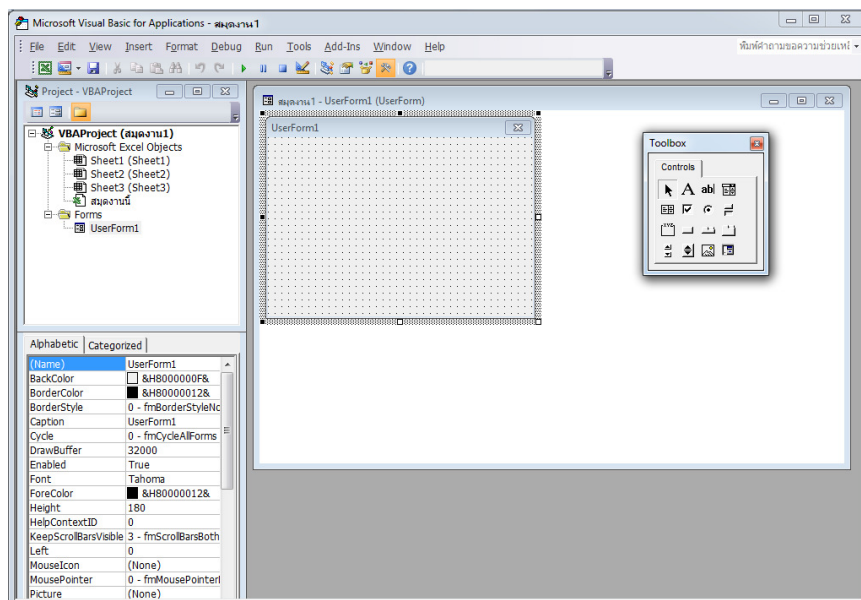 Microsoft Visual Basic for Applications - สมุดงาน1
File Edit View Insert Format Debug Run Tools Add-Ins Window Help
พิมพ์คำถามขอความช่วยเหลื
Project - VBAProject
VBAProject (สมุดงาน1)
Microsoft Excel Objects
Sheet1 (Sheet1)
Sheet2 (Sheet2)
Sheet3 (Sheet3)
สมุดงานนี้
Forms
UserForm1
Alphabetic Categorized
(Name) UserForm1
BackColor &H8000000F&
BorderColor &H80000012&
BorderStyle 0 - fmBorderStyleNo
Caption UserForm1
Cycle 0 - fmCycleAllForms
DrawBuffer 32000
Enabled True
Font Tahoma
ForeColor &H80000012&
Height 180
HelpContextID 0
KeepScrollBarsVisible 3 - fmScrollBarsBoth
Left 0
MouseIcon (None)
MousePointer 0 - fmMousePointer
Picture (None)
สมุดงาน1 - UserForm1 (UserForm)
UserForm1
Toolbox
Controls
A ab
XYZ